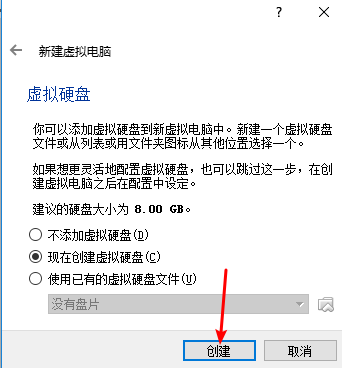 ?
新建虚拟电脑
虚拟硬盘
你可以添加虚拟硬盘到新虚拟电脑中。新建一个虚拟硬盘
文件或从列表或用文件夹图标从其他位置选择一个。
如果想更灵活地配置虚拟硬盘，也可以跳过这一步，在创
建虚拟电脑之后在配置中设定。
建议的硬盘大小为 8.00 GB。
不添加虚拟硬盘(D)
现在创建虚拟硬盘(C)
使用已有的虚拟硬盘文件(U)
没有盘片
创建
取消